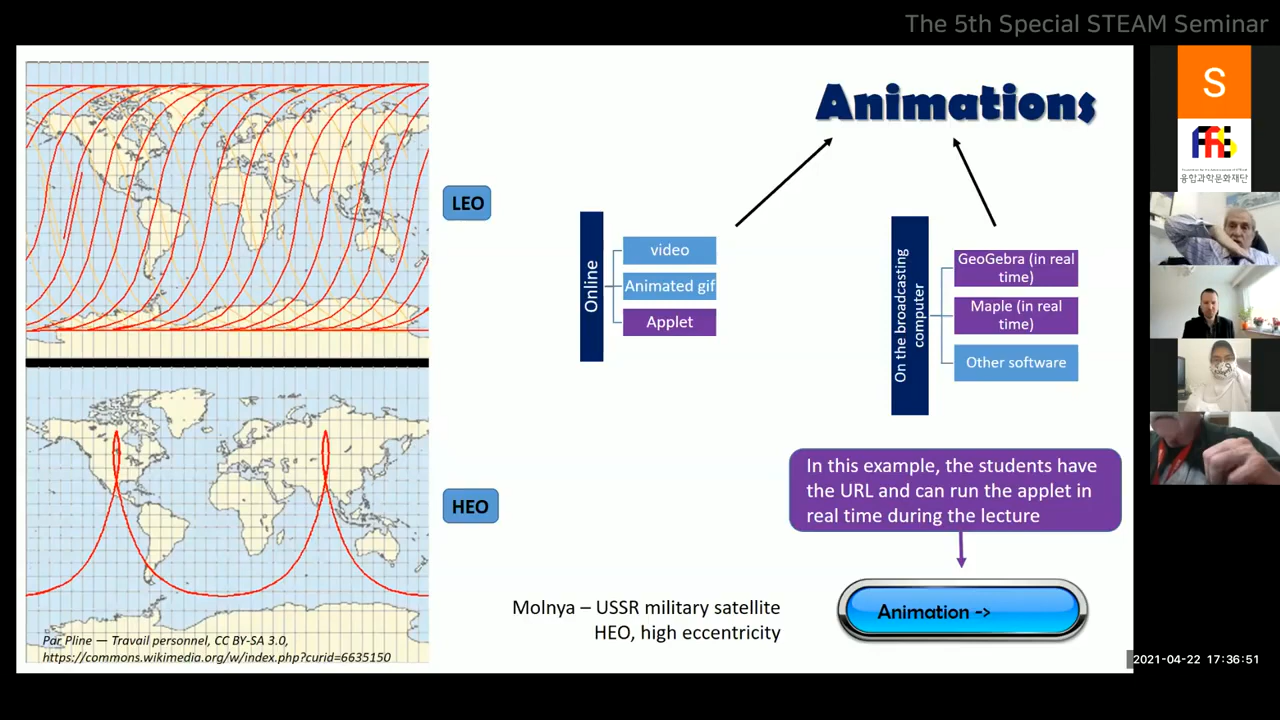 The 5th Special STEAM Seminar
Animations
LEO
Online
video
Animated gif
Applet
On the broadcasting
computer
GeoGebra (in real
time)
Maple (in real
time)
Other software
In this example, the students have
the URL and can run the applet in
real time during the lecture
HEO
Molnya – USSR military satellite
HEO, high eccentricity
Animation ->
Par Pline — Travail personnel, CC BY-SA 3.0,
https://commons.wikimedia.org/w/index.php?curid=6635150
S
융합과학문화재단
2021-04-22 17:36:51